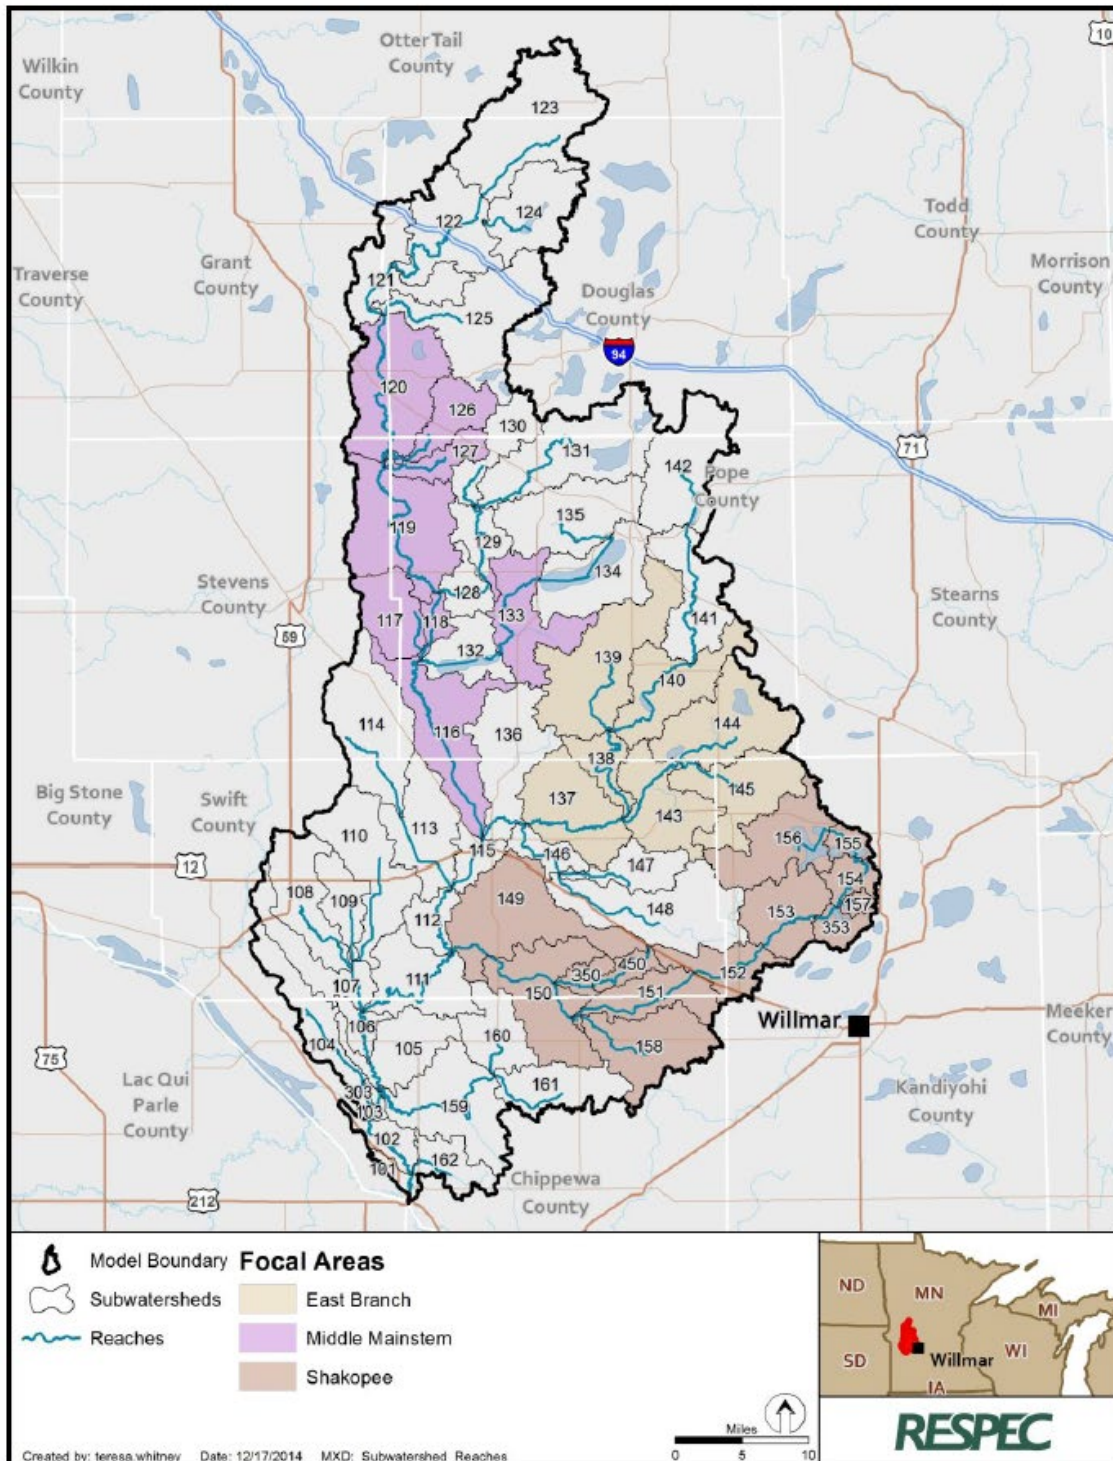 Otter Tail
County
10
Wilkin
County
123
124
122
Todd
County
Grant
County
Traverse
County
121
Morrison
County
Douglas
County
125
94
120
126
130
127
131
71
142
Pope
County
119
135
129
134
128
Stevens
County
133
Stearns
County
117
118
141
59
132
139
140
114
116
136
144
138
Big Stone
County
Swift
County
137
145
143
110
113
156
155
115
146
12
147
154
108
149
157
109
148
153
112
353
450
152
350
111
107
150
151
Willmar
Meeker
County
106
104
160
75
105
158
Lac Qui
Parle
County
161
Kandiyohi
County
303
103
159
102
162
101
Chippewa
County
212
Model Boundary
Subwatersheds
Reaches
Focal Areas
East Branch
Middle Mainstem
Shakopee
Miles
0 5 10
Created by: teresa.whitney Date: 12/17/2014 MXD: Subwatershed_Reaches
ND
MN
MI
WI
SD
Willmar
IA
RESPEC